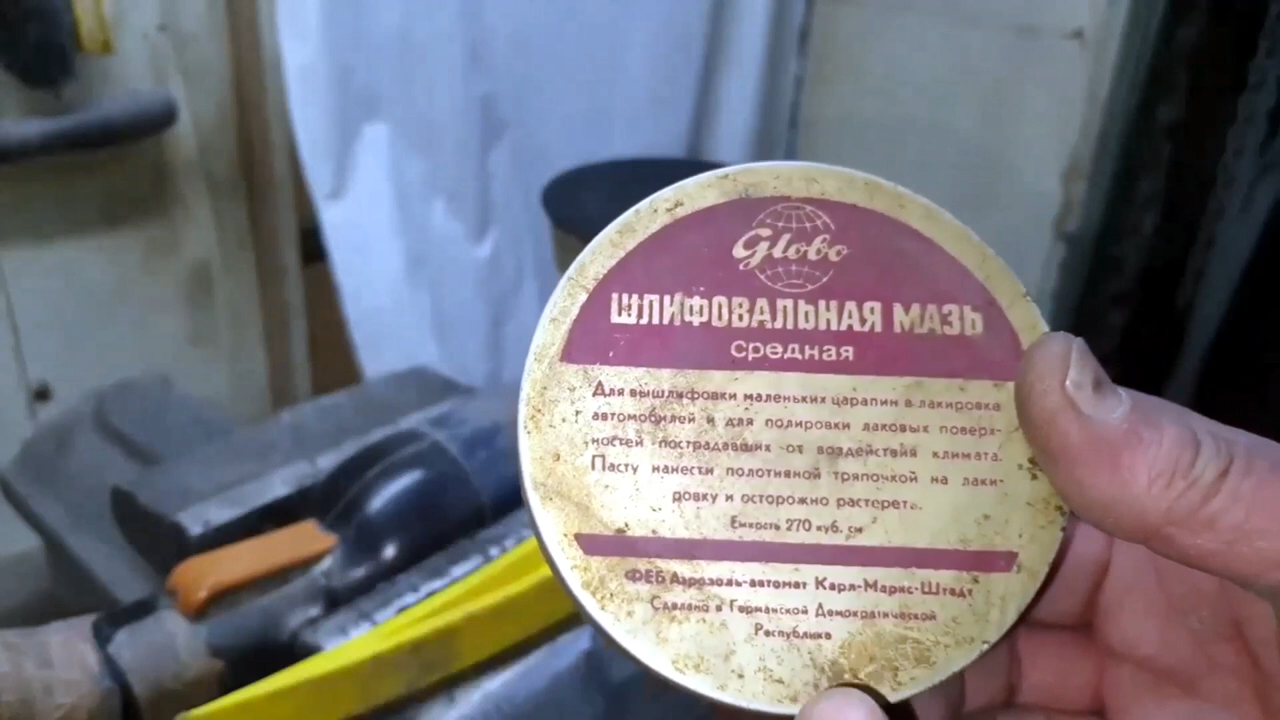 Globo
ШЛИФОВАЛЬНАЯ МАЗЬ
средная
Для вышлифовки маленьких царапин в лакировке
автомобилей и для полировки лаковых поверх-
ностей пострадавших от воздействия климата.
Пасту нанести полотняной тряпочкой на лаки-
ровку и осторожно растереть.
Емкость 270 куб. см
ФЕБ Аэрозоль-автомат Карл-Маркс-Штадт
Сделано в Германской Демократической
Республике